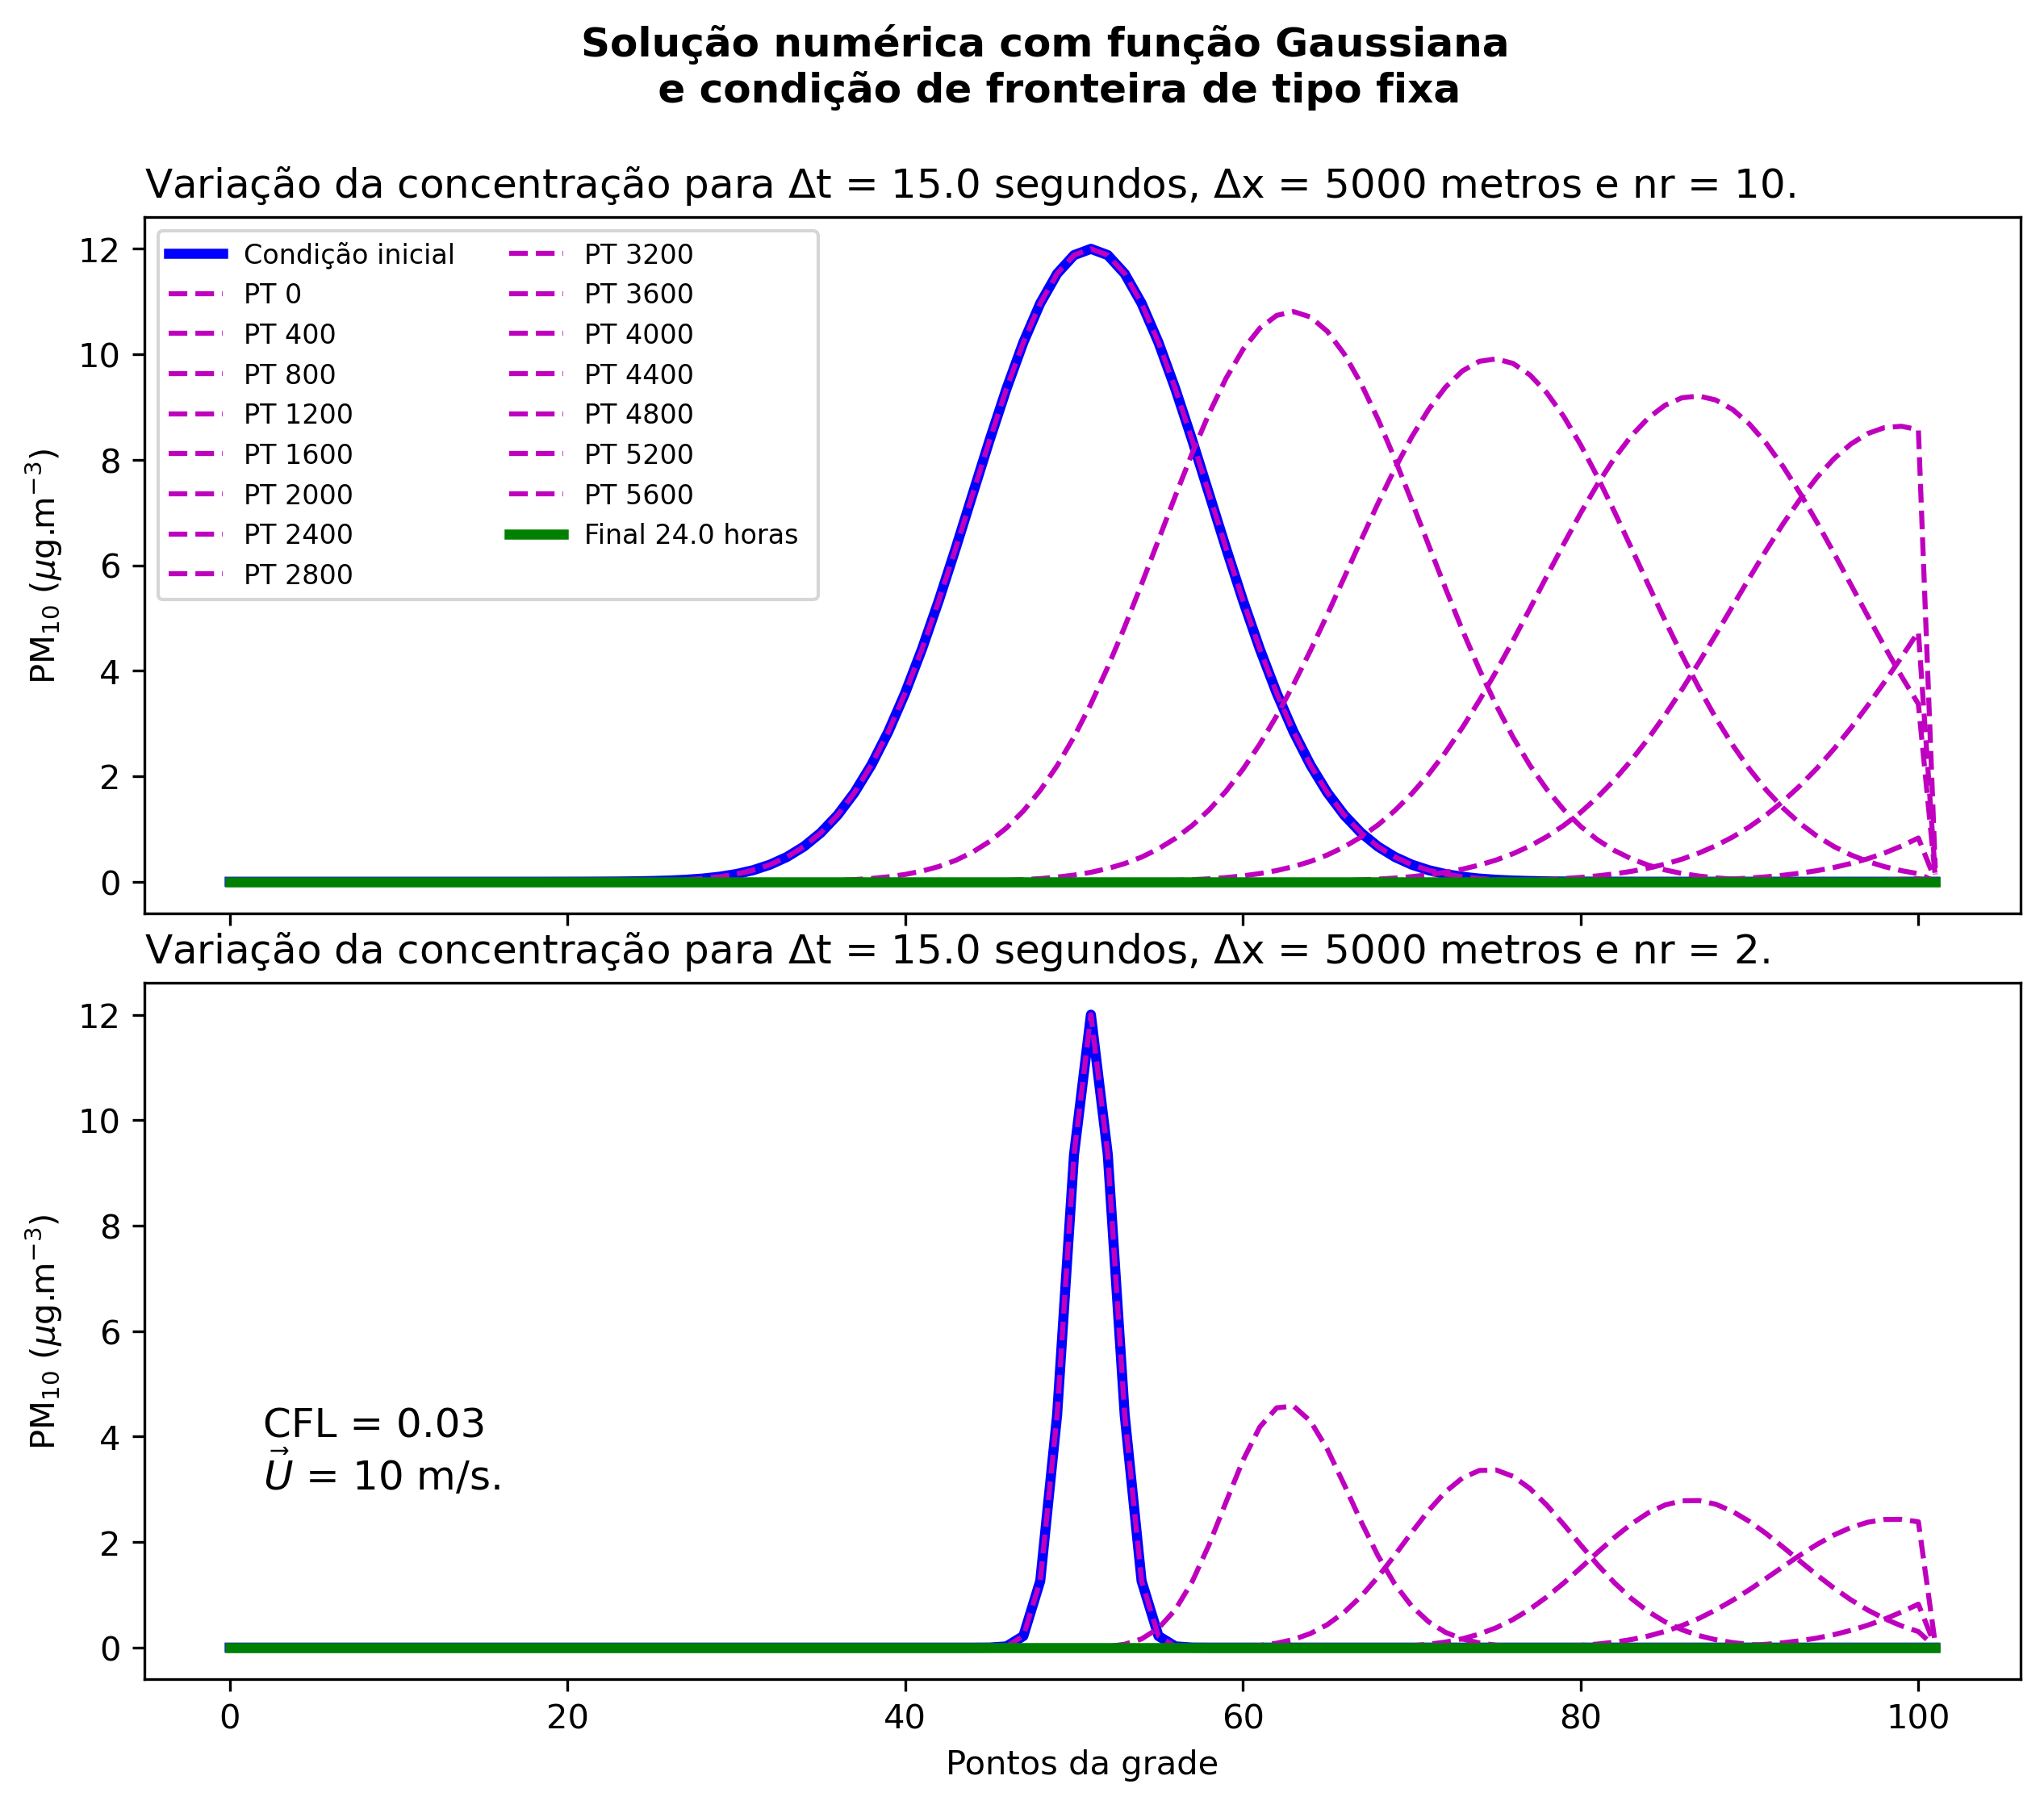 Solução numérica com função Gaussiana
e condição de fronteira de tipo fixa
Variação da concentração para Δt = 15.0 segundos, Δx = 5000 metros e nr = 10.
Condição inicial
PT 0
PT 400
PT 800
PT 1200
PT 1600
PT 2000
PT 2400
PT 2800
PT 3200
PT 3600
PT 4000
PT 4400
PT 4800
PT 5200
PT 5600
Final 24.0 horas
12
10
8
6
4
2
0
PM₁₀ (μg.m⁻³)
Variação da concentração para Δt = 15.0 segundos, Δx = 5000 metros e nr = 2.
12
10
8
6
4
2
0
PM₁₀ (μg.m⁻³)
CFL = 0.03
U⃗ = 10 m/s.
0 20 40 60 80 100
Pontos da grade